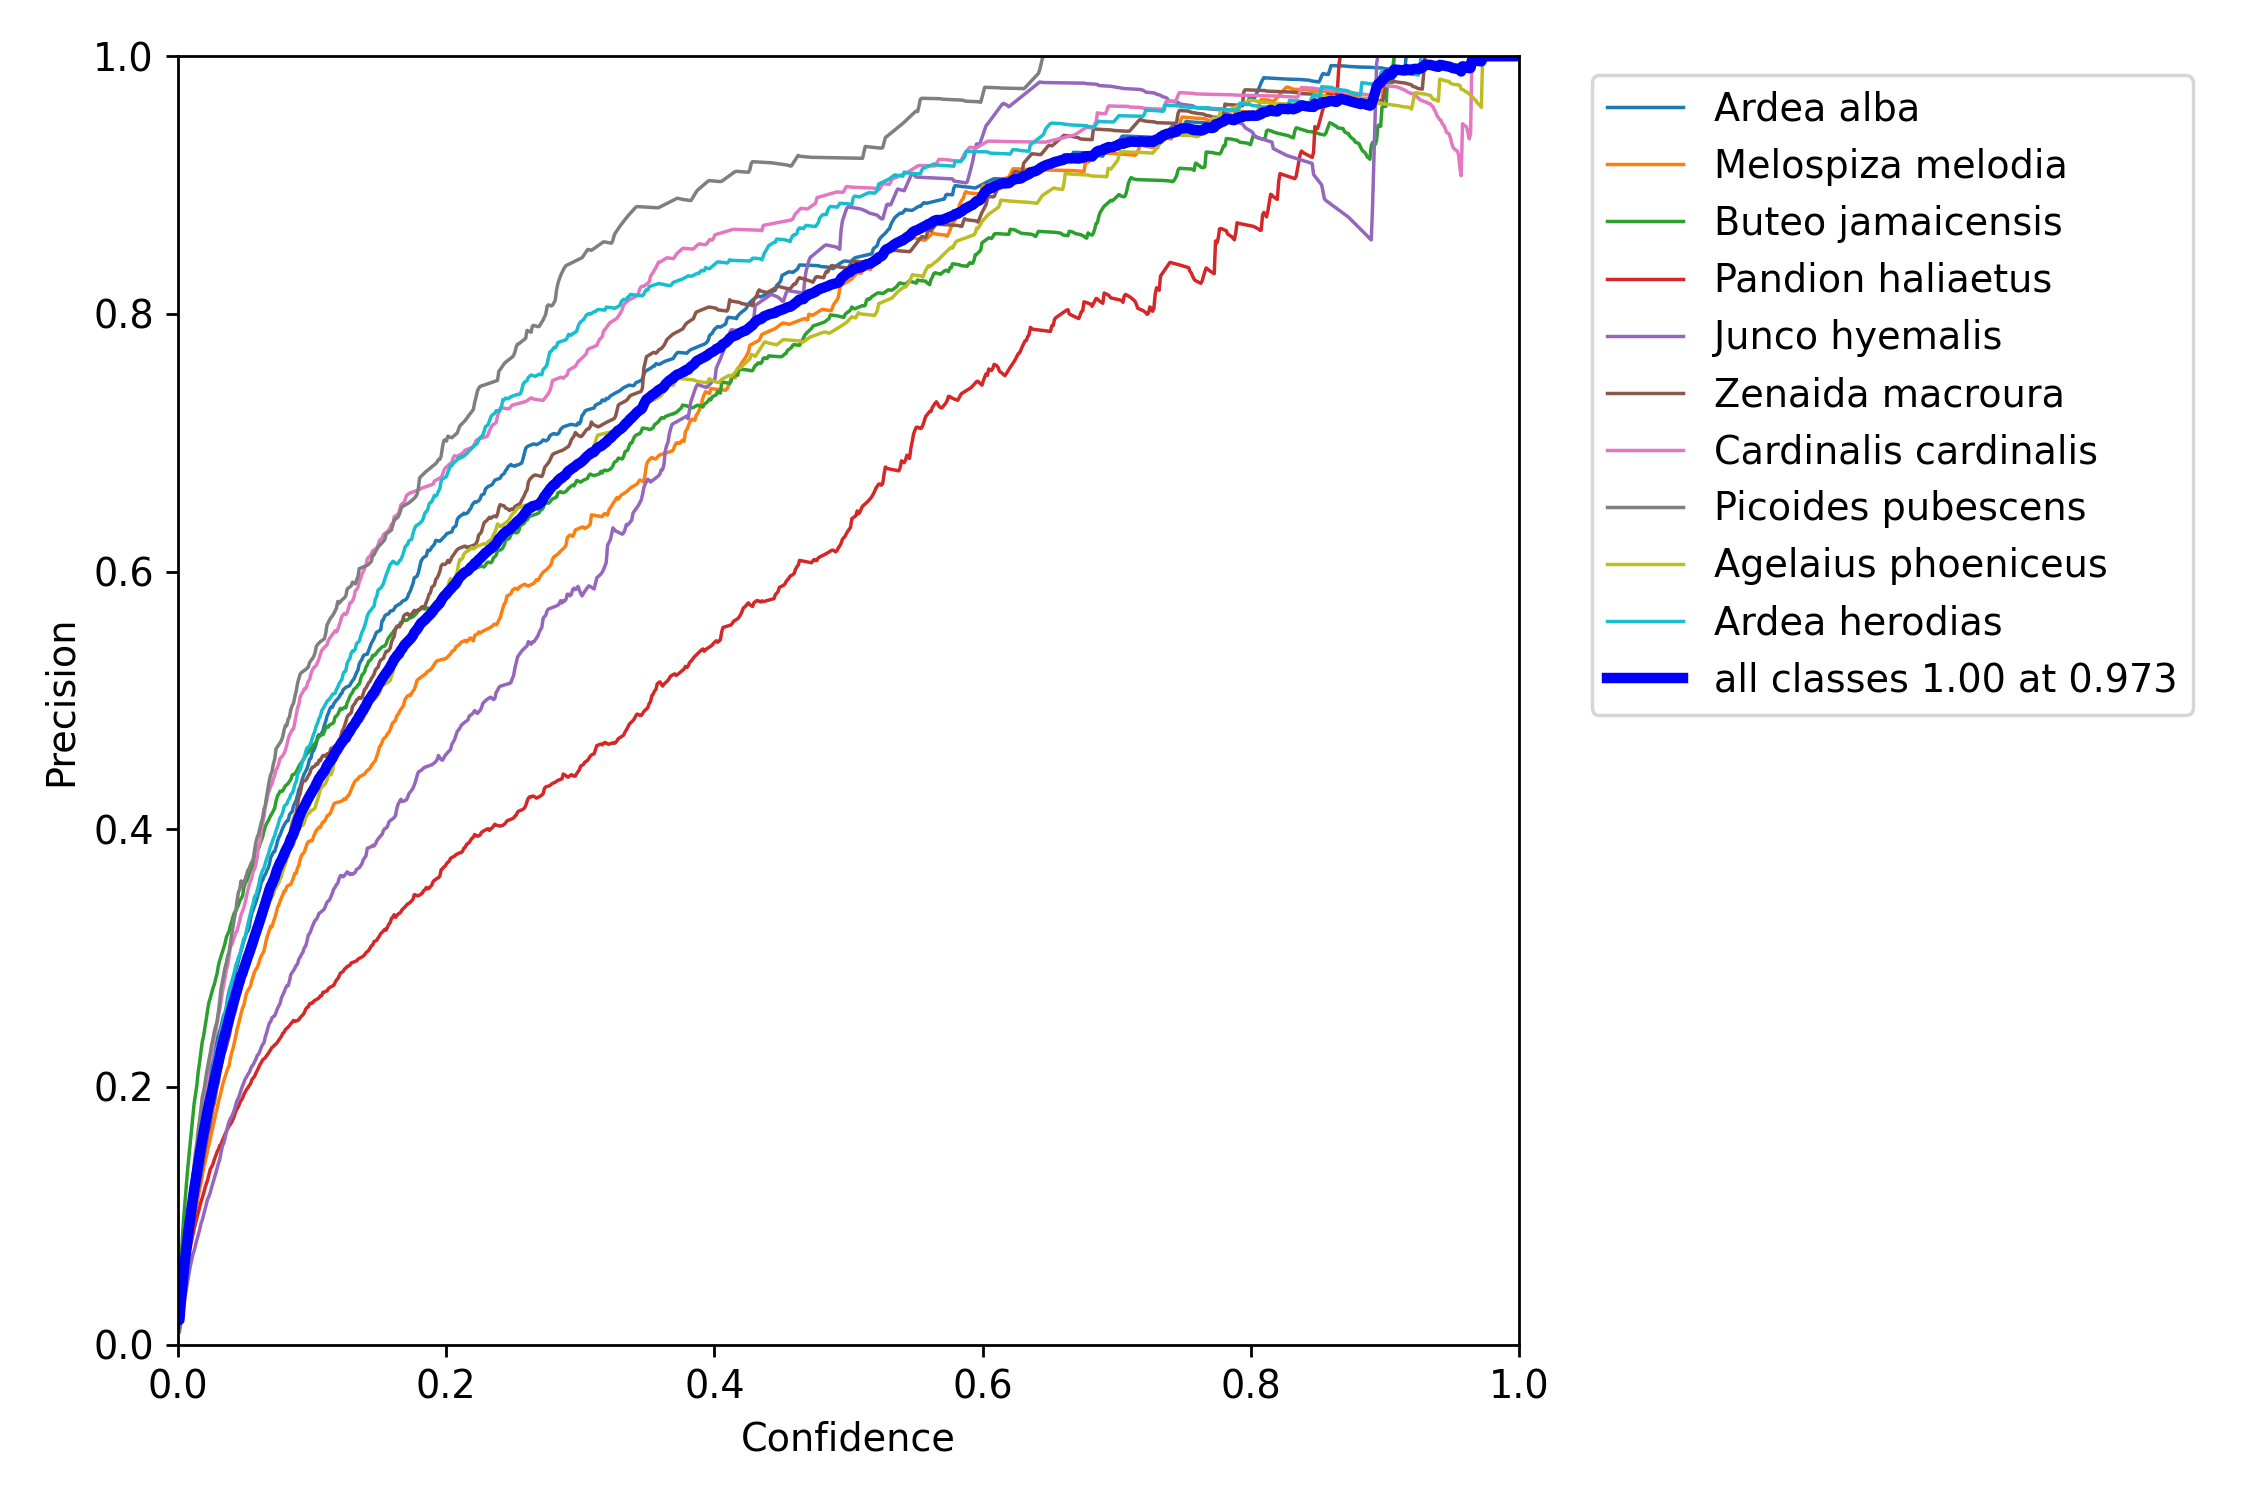 1.0
0.8
0.6
0.4
0.2
0.0
Precision
0.0 0.2 0.4 0.6 0.8 1.0
Confidence
Ardea alba
Melospiza melodia
Buteo jamaicensis
Pandion haliaetus
Junco hyemalis
Zenaida macroura
Cardinalis cardinalis
Picoides pubescens
Agelaius phoeniceus
Ardea herodias
all classes 1.00 at 0.973